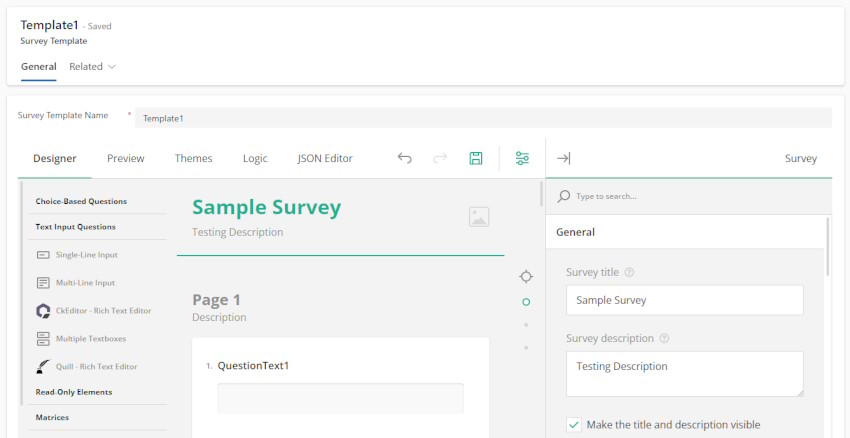 Template1 - Saved
Survey Template
General Related
Survey Template Name * Template1
Designer Preview Themes Logic JSON Editor Survey
Choice-Based Questions
Text Input Questions
Single-Line Input
Multi-Line Input
CkEditor - Rich Text Editor
Multiple Textboxes
Quill - Rich Text Editor
Read-Only Elements
Matrices
Sample Survey
Testing Description
Page 1
Description
1. QuestionText1
Type to search...
General
Survey title ?
Sample Survey
Survey description ?
Testing Description
Make the title and description visible